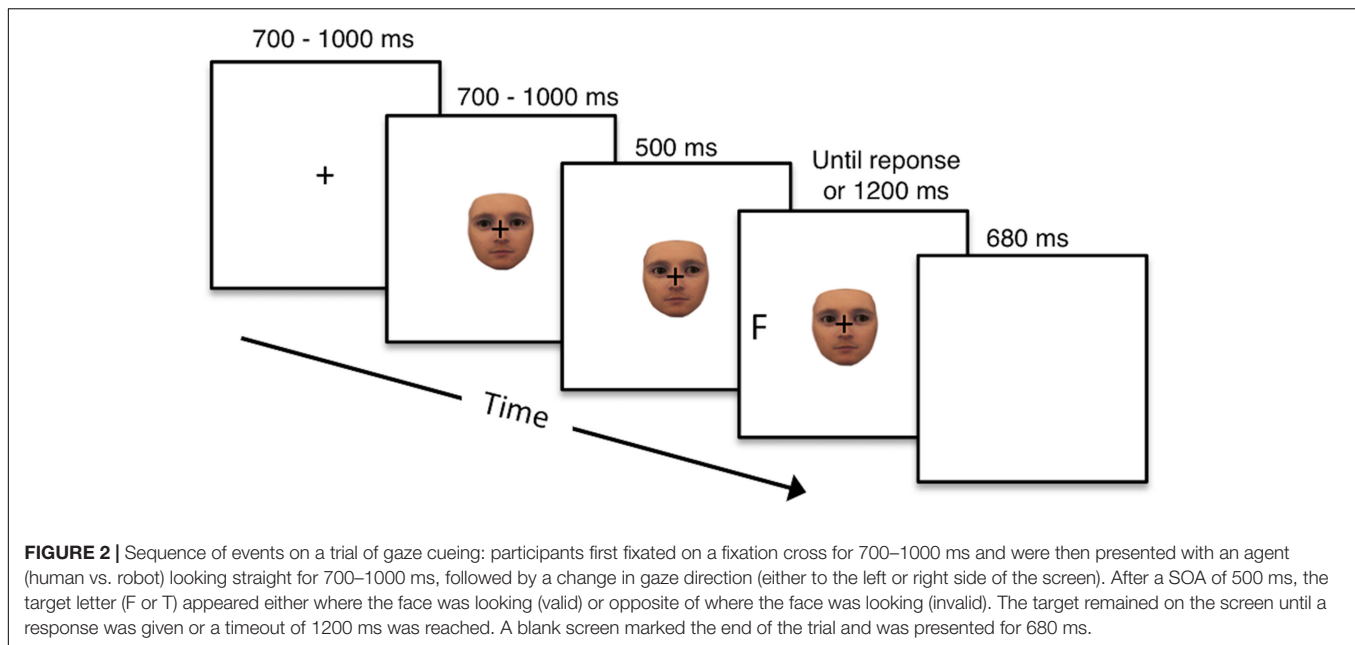 700 - 1000 ms
700 - 1000 ms
500 ms
Until reponse
or 1200 ms
680 ms
+
+
+
F
+
Time
FIGURE 2 | Sequence of events on a trial of gaze cueing: participants first fixated on a fixation cross for 700–1000 ms and were then presented with an agent
(human vs. robot) looking straight for 700–1000 ms, followed by a change in gaze direction (either to the left or right side of the screen). After a SOA of 500 ms, the
target letter (F or T) appeared either where the face was looking (valid) or opposite of where the face was looking (invalid). The target remained on the screen until a
response was given or a timeout of 1200 ms was reached. A blank screen marked the end of the trial and was presented for 680 ms.